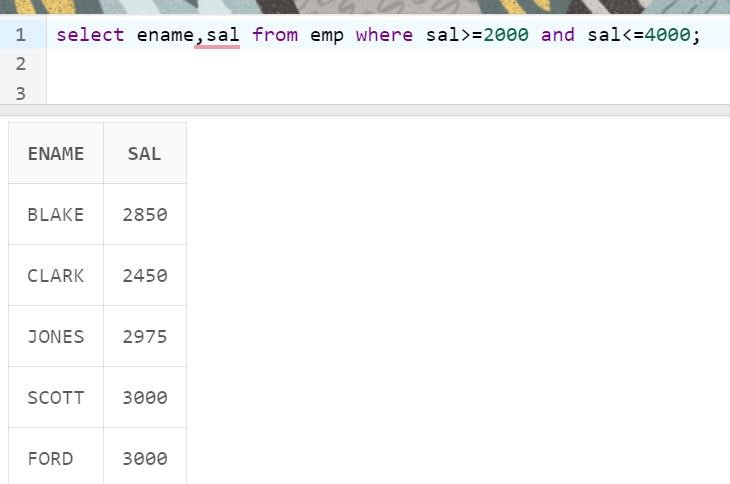 1 select ename,sal from emp where sal>=2000 and sal<=4000;
2
3
ENAME SAL
BLAKE 2850
CLARK 2450
JONES 2975
SCOTT 3000
FORD 3000